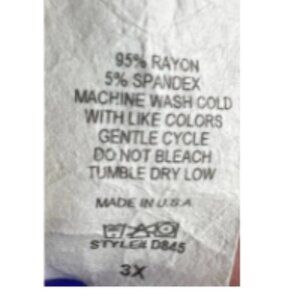 95% RAYON
5% SPANDEX
MACHINE WASH COLD
WITH LIKE COLORS
GENTLE CYCLE
DO NOT BLEACH
TUMBLE DRY LOW
MADE IN U.S.A
STYLE# D845
3X